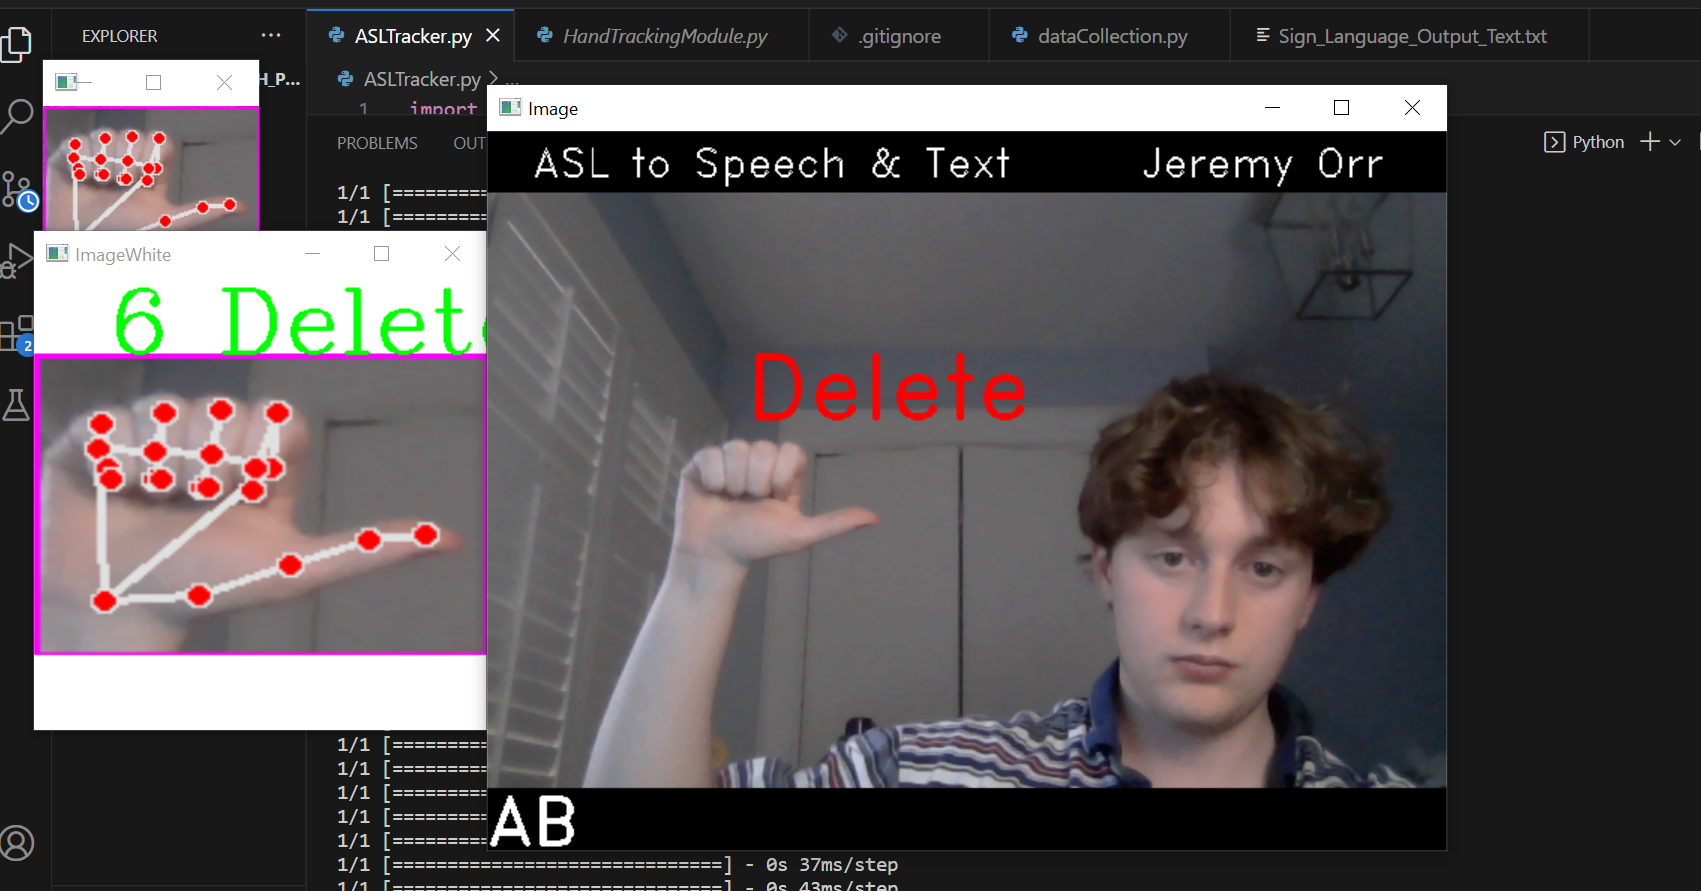 EXPLORER
ASLTracker.py
HandTrackingModule.py
.gitignore
dataCollection.py
Sign_Language_Output_Text.txt
H_P...
ASLTracker.py > ...
1 import
PROBLEMS
OUT
Python
Image
ASL to Speech & Text
Jeremy Orr
1/1 [=========
1/1 [=========
ImageWhite
6 Delete
Delete
1/1 [=========
1/1 [=========
1/1 [=========
1/1 [=========
1/1 [=========
AB
1/1 [==============================] - 0s 37ms/step
1/1 [==============================] - 0s 43ms/step
2